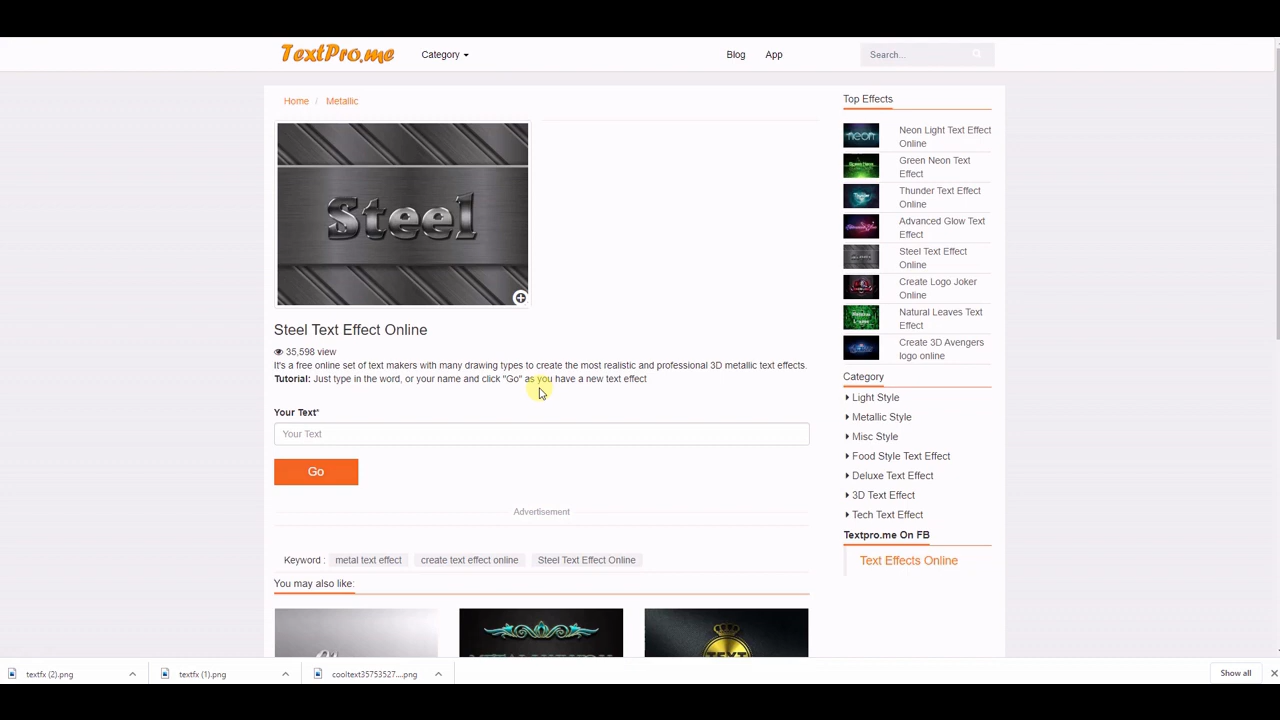 TextPro.me
Category
Blog
App
Search...
Home / Metallic
Steel
Steel Text Effect Online
35,598 view
It's a free online set of text makers with many drawing types to create the most realistic and professional 3D metallic text effects.
Tutorial: Just type in the word, or your name and click "Go" as you have a new text effect
Your Text*
Your Text
Go
Advertisement
Keyword : metal text effect create text effect online Steel Text Effect Online
You may also like:
Top Effects
Neon Light Text Effect
Online
Green Neon Text
Effect
Thunder Text Effect
Online
Advanced Glow Text
Effect
Steel Text Effect
Online
Create Logo Joker
Online
Natural Leaves Text
Effect
Create 3D Avengers
logo online
Category
Light Style
Metallic Style
Misc Style
Food Style Text Effect
Deluxe Text Effect
3D Text Effect
Tech Text Effect
Textpro.me On FB
Text Effects Online
TEXT
textfx (2).png
textfx (1).png
cooltext35753527....png
Show all